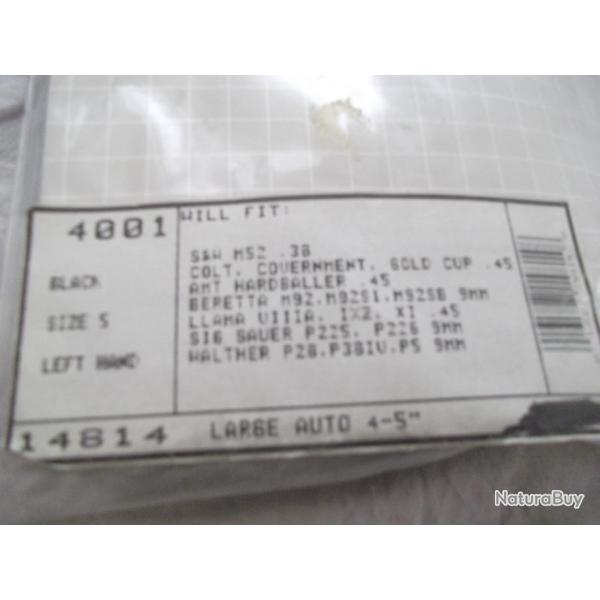 4001
BLACK
SIZE 5
LEFT HAND
WILL FIT:
S&W M52 .38
COLT, COVERNMENT, GOLD CUP .45
AMT HARDBALLER .45
BERETTA M92.M92S1.M92SB 9MM
LLAMA VIIIA, IX2, XI .45
SIG SAUER P225, P226 9MM
WALTHER P28.P38IV.P5 9MM
14814 LARGE AUTO 4-5"
NaturaBuy